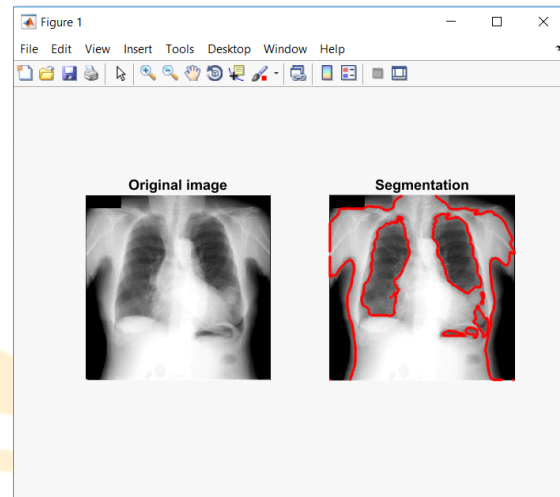 Figure 1
File Edit View Insert Tools Desktop Window Help
Original image
Segmentation